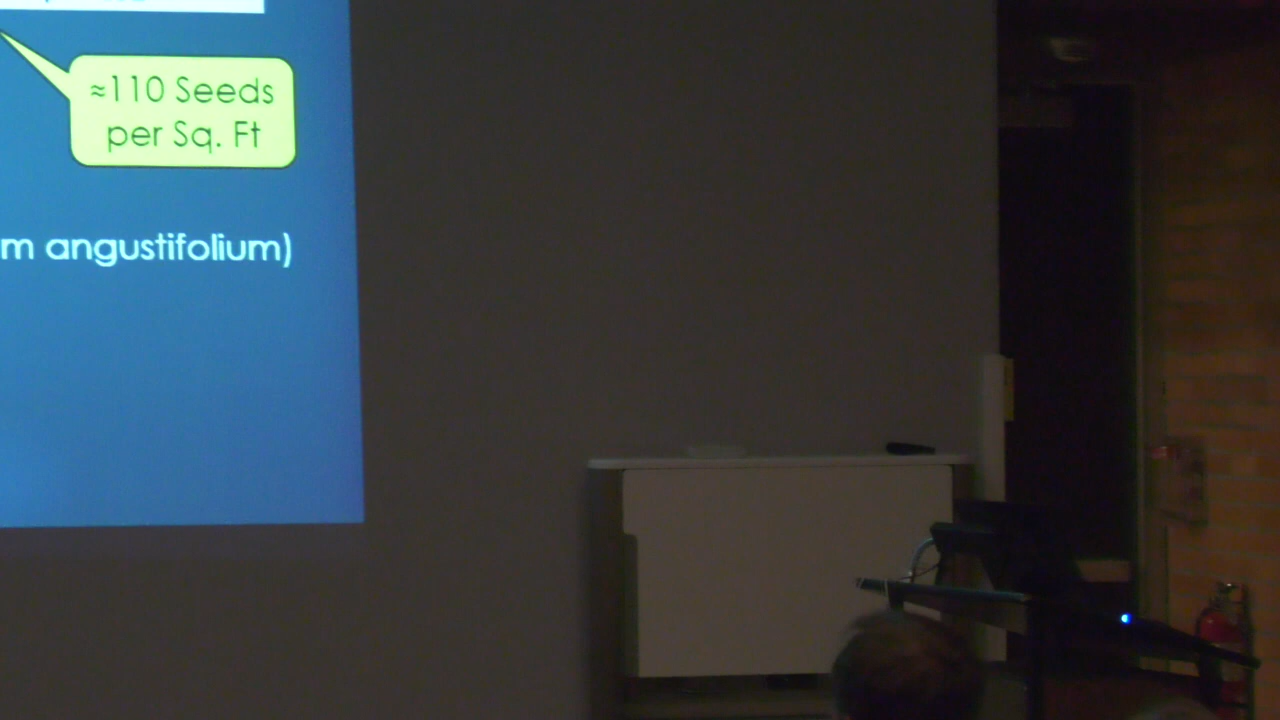 ≈110 Seeds
per Sq. Ft
m angustifolium)